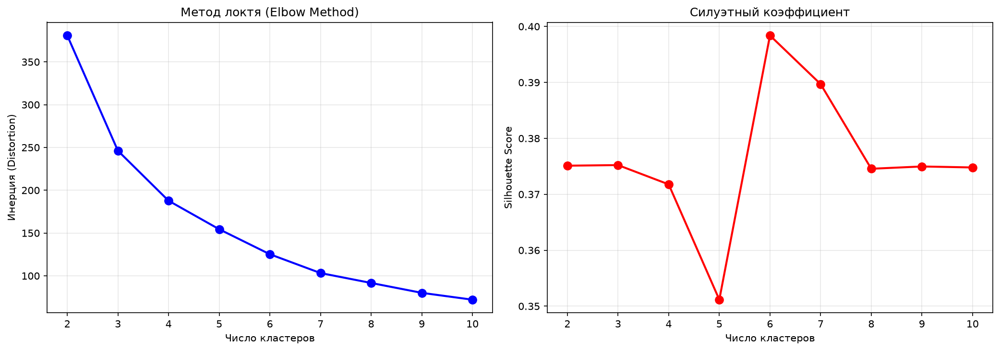 Метод локтя (Elbow Method)
Инерция (Distortion)
350
300
250
200
150
100
2 3 4 5 6 7 8 9 10
Число кластеров
Силуэтный коэффициент
Silhouette Score
0.40
0.39
0.38
0.37
0.36
0.35
2 3 4 5 6 7 8 9 10
Число кластеров